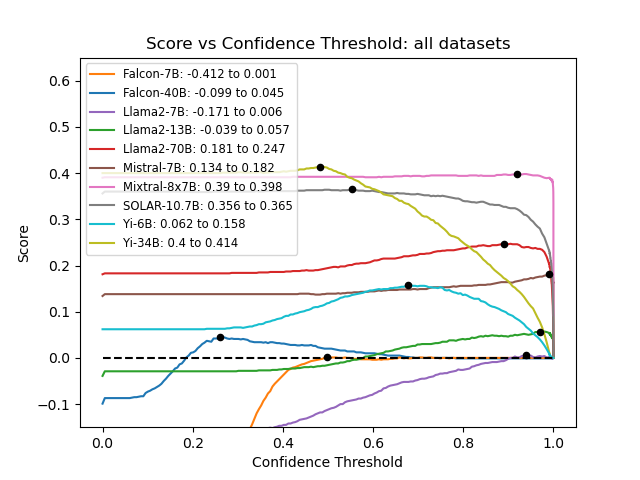 Score vs Confidence Threshold: all datasets
Falcon-7B: -0.412 to 0.001
Falcon-40B: -0.099 to 0.045
Llama2-7B: -0.171 to 0.006
Llama2-13B: -0.039 to 0.057
Llama2-70B: 0.181 to 0.247
Mistral-7B: 0.134 to 0.182
Mixtral-8x7B: 0.39 to 0.398
SOLAR-10.7B: 0.356 to 0.365
Yi-6B: 0.062 to 0.158
Yi-34B: 0.4 to 0.414
Score
0.6
0.5
0.4
0.3
0.2
0.1
0.0
−0.1
0.0 0.2 0.4 0.6 0.8 1.0
Confidence Threshold